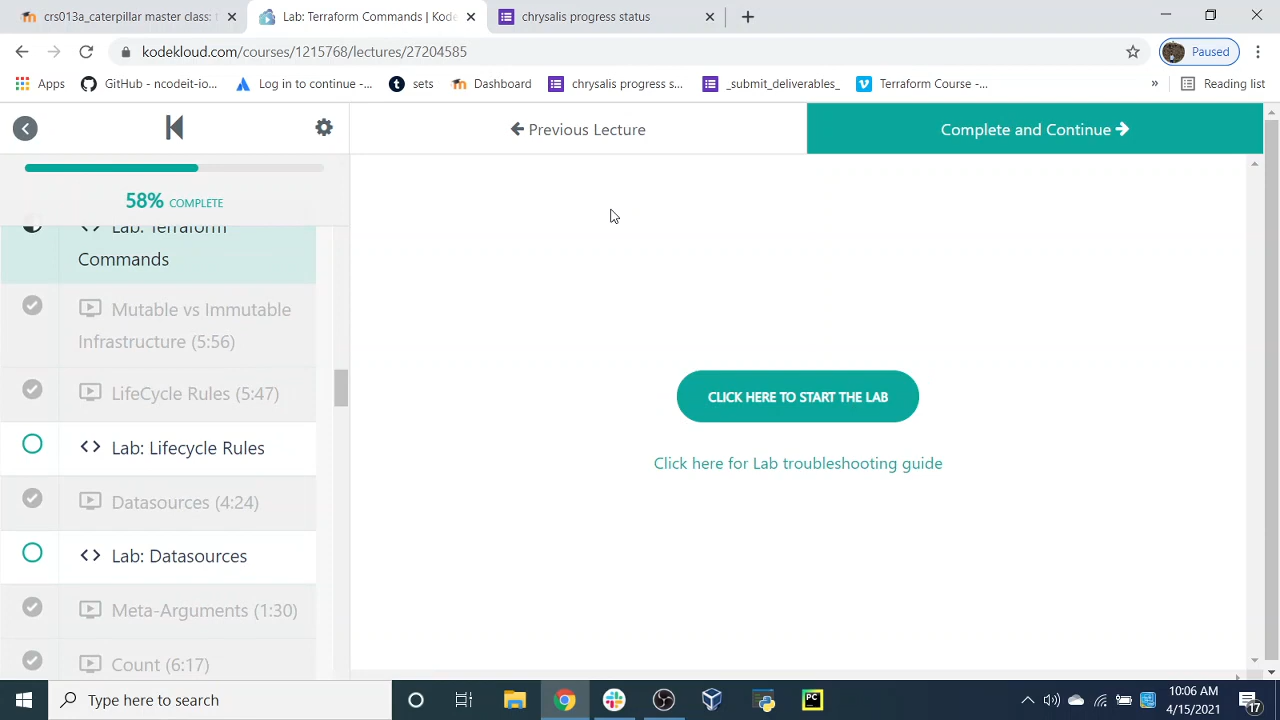 crs013a_caterpillar master class: t
Lab: Terraform Commands | Kode
chrysalis progress status
kodekloud.com/courses/1215768/lectures/27204585
Paused
Apps
GitHub - ncodeit-io...
Log in to continue -...
sets
Dashboard
chrysalis progress s...
_submit_deliverables_
Terraform Course -...
»
Reading list
Previous Lecture
Complete and Continue
58% COMPLETE
Lab: Terraform
Commands
Mutable vs Immutable
Infrastructure (5:56)
LifeCycle Rules (5:47)
Lab: Lifecycle Rules
Datasources (4:24)
Lab: Datasources
Meta-Arguments (1:30)
Count (6:17)
CLICK HERE TO START THE LAB
Click here for Lab troubleshooting guide
Type here to search
PC
10:06 AM
4/15/2021
17